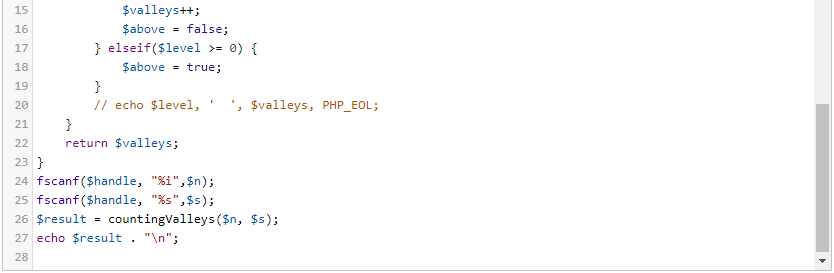 15 $valleys++;
16 $above = false;
17 } elseif($level >= 0) {
18 $above = true;
19 }
20 // echo $level, '  ', $valleys, PHP_EOL;
21 }
22 return $valleys;
23 }
24 fscanf($handle, "%i",$n);
25 fscanf($handle, "%s",$s);
26 $result = countingValleys($n, $s);
27 echo $result . "\n";
28